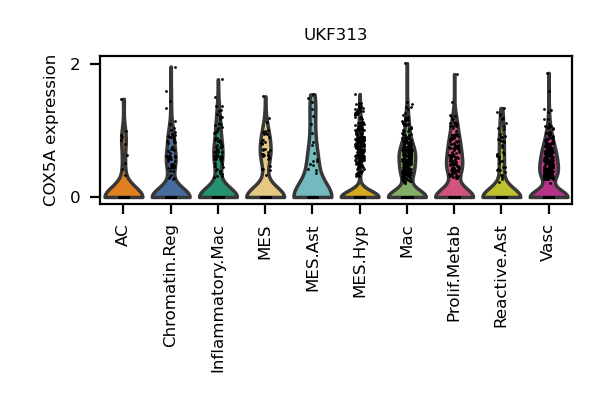 UKF313
COX5A expression
2
0
AC
Chromatin.Reg
Inflammatory.Mac
MES
MES.Ast
MES.Hyp
Mac
Prolif.Metab
Reactive.Ast
Vasc